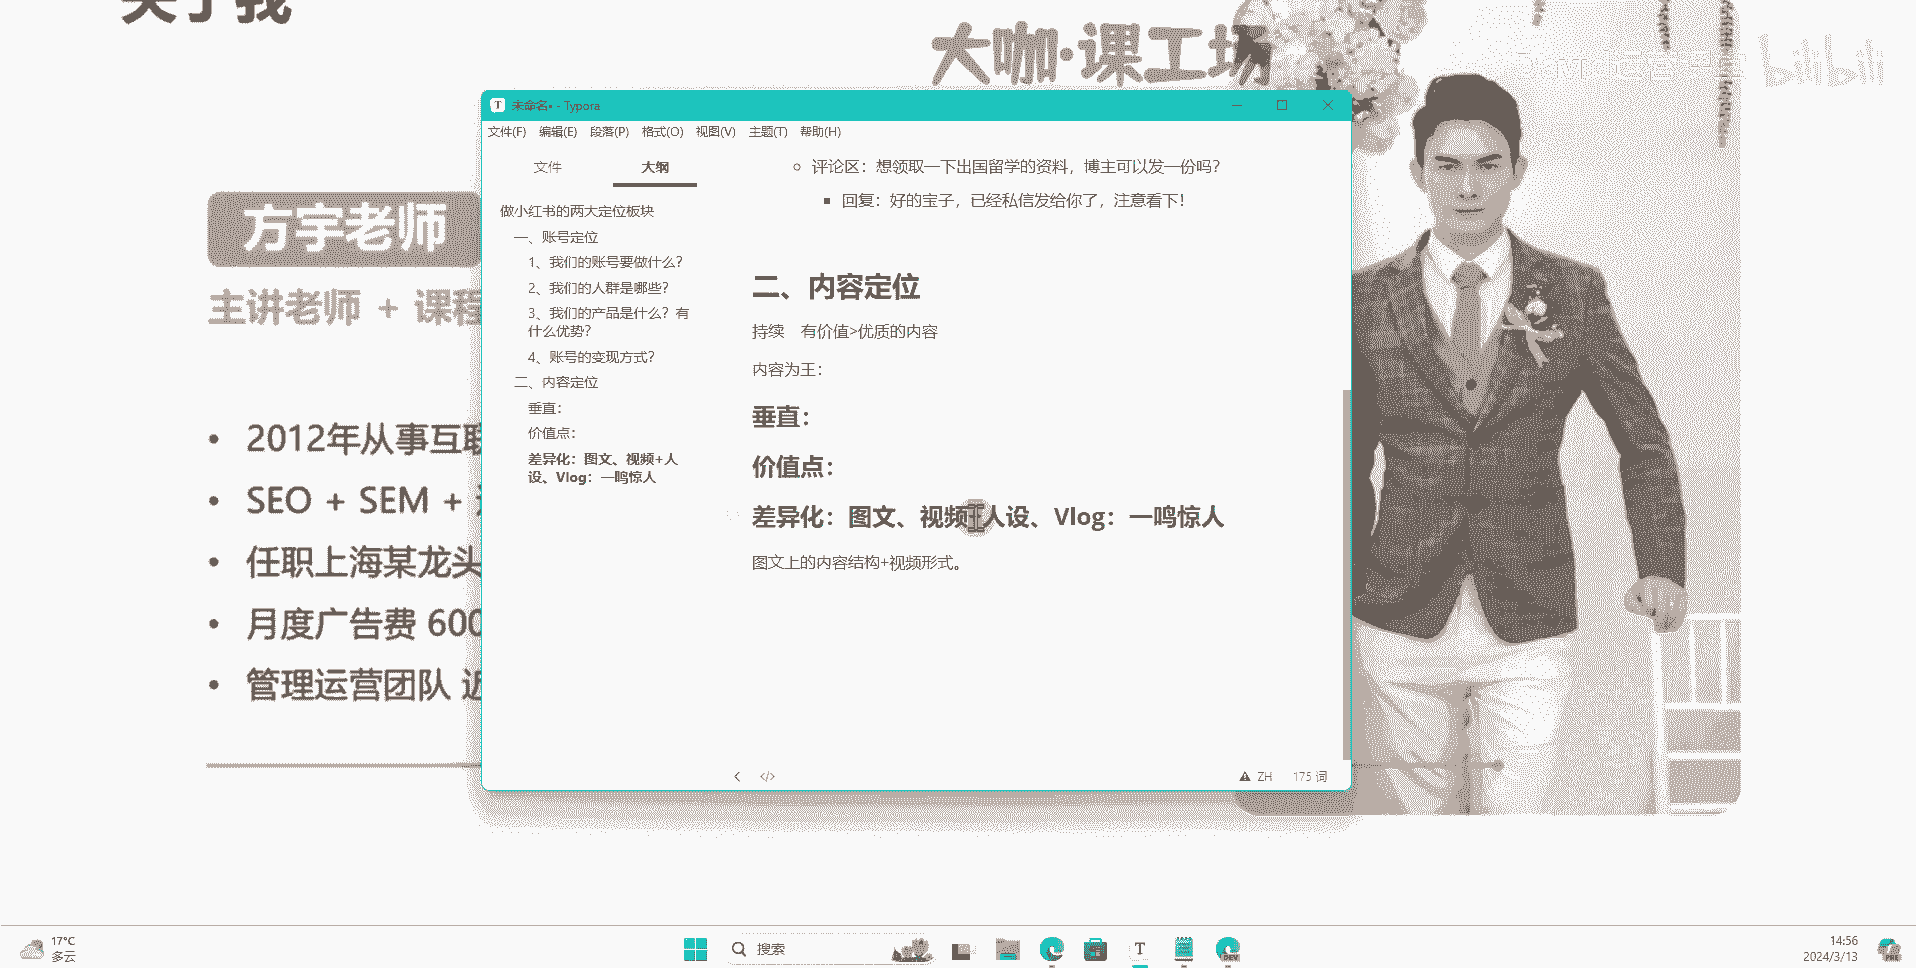 关于我
大咖·课工场
bilibili
方宇老师
主讲老师 + 课程
2012年从事互联
SEO + SEM +
任职上海某龙头
月度广告费 600
管理运营团队 近
未命名• - Typora
文件(F) 编辑(E) 段落(P) 格式(O) 视图(V) 主题(T) 帮助(H)
文件 大纲
做小红书的两大定位板块
一、账号定位
1、我们的账号要做什么？
2、我们的人群是哪些？
3、我们的产品是什么？有
什么优势？
4、账号的变现方式？
二、内容定位
垂直：
价值点：
差异化：图文、视频+人
设、Vlog：一鸣惊人
评论区：想领取一下出国留学的资料，博主可以发一份吗？
回复：好的宝子，已经私信发给你了，注意看下！
二、内容定位
持续 有价值>优质的内容
内容为王：
垂直：
价值点：
差异化：图文、视频+人设、Vlog：一鸣惊人
图文上的内容结构+视频形式。
ZH 175 词
17°C
多云
搜索
T
DEV
14:56
2024/3/13
PRE